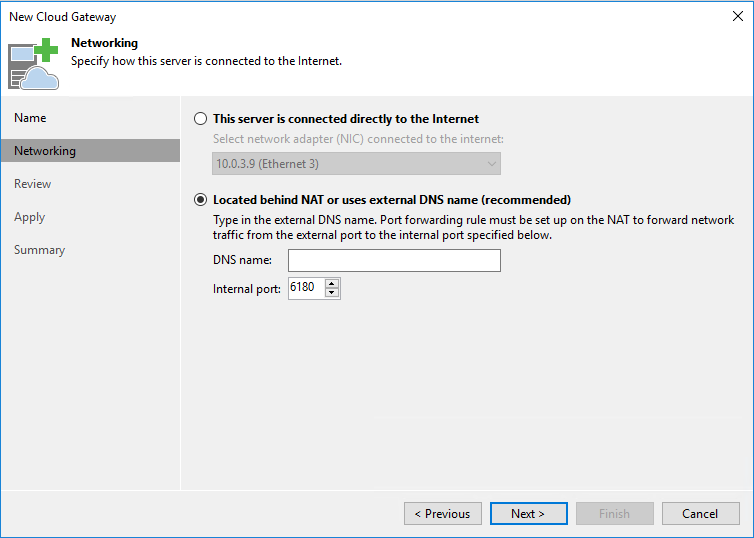 New Cloud Gateway
Networking
Specify how this server is connected to the Internet.
Name
Networking
Review
Apply
Summary
This server is connected directly to the Internet
Select network adapter (NIC) connected to the internet:
10.0.3.9 (Ethernet 3)
Located behind NAT or uses external DNS name (recommended)
Type in the external DNS name. Port forwarding rule must be set up on the NAT to forward network
traffic from the external port to the internal port specified below.
DNS name:
Internal port: 6180
< Previous
Next >
Finish
Cancel